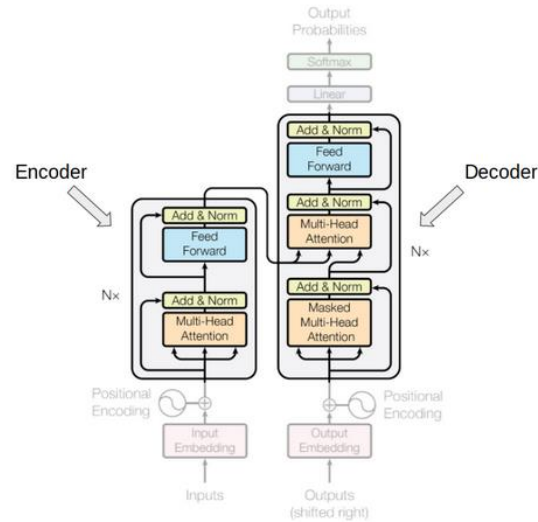 Output
Probabilities
Softmax
Linear
Encoder
Decoder
Add & Norm
Feed
Forward
Add & Norm
Multi-Head
Attention
Add & Norm
Masked
Multi-Head
Attention
Nx
Add & Norm
Feed
Forward
Add & Norm
Multi-Head
Attention
Nx
Positional
Encoding
Positional
Encoding
Input
Embedding
Output
Embedding
Inputs
Outputs
(shifted right)